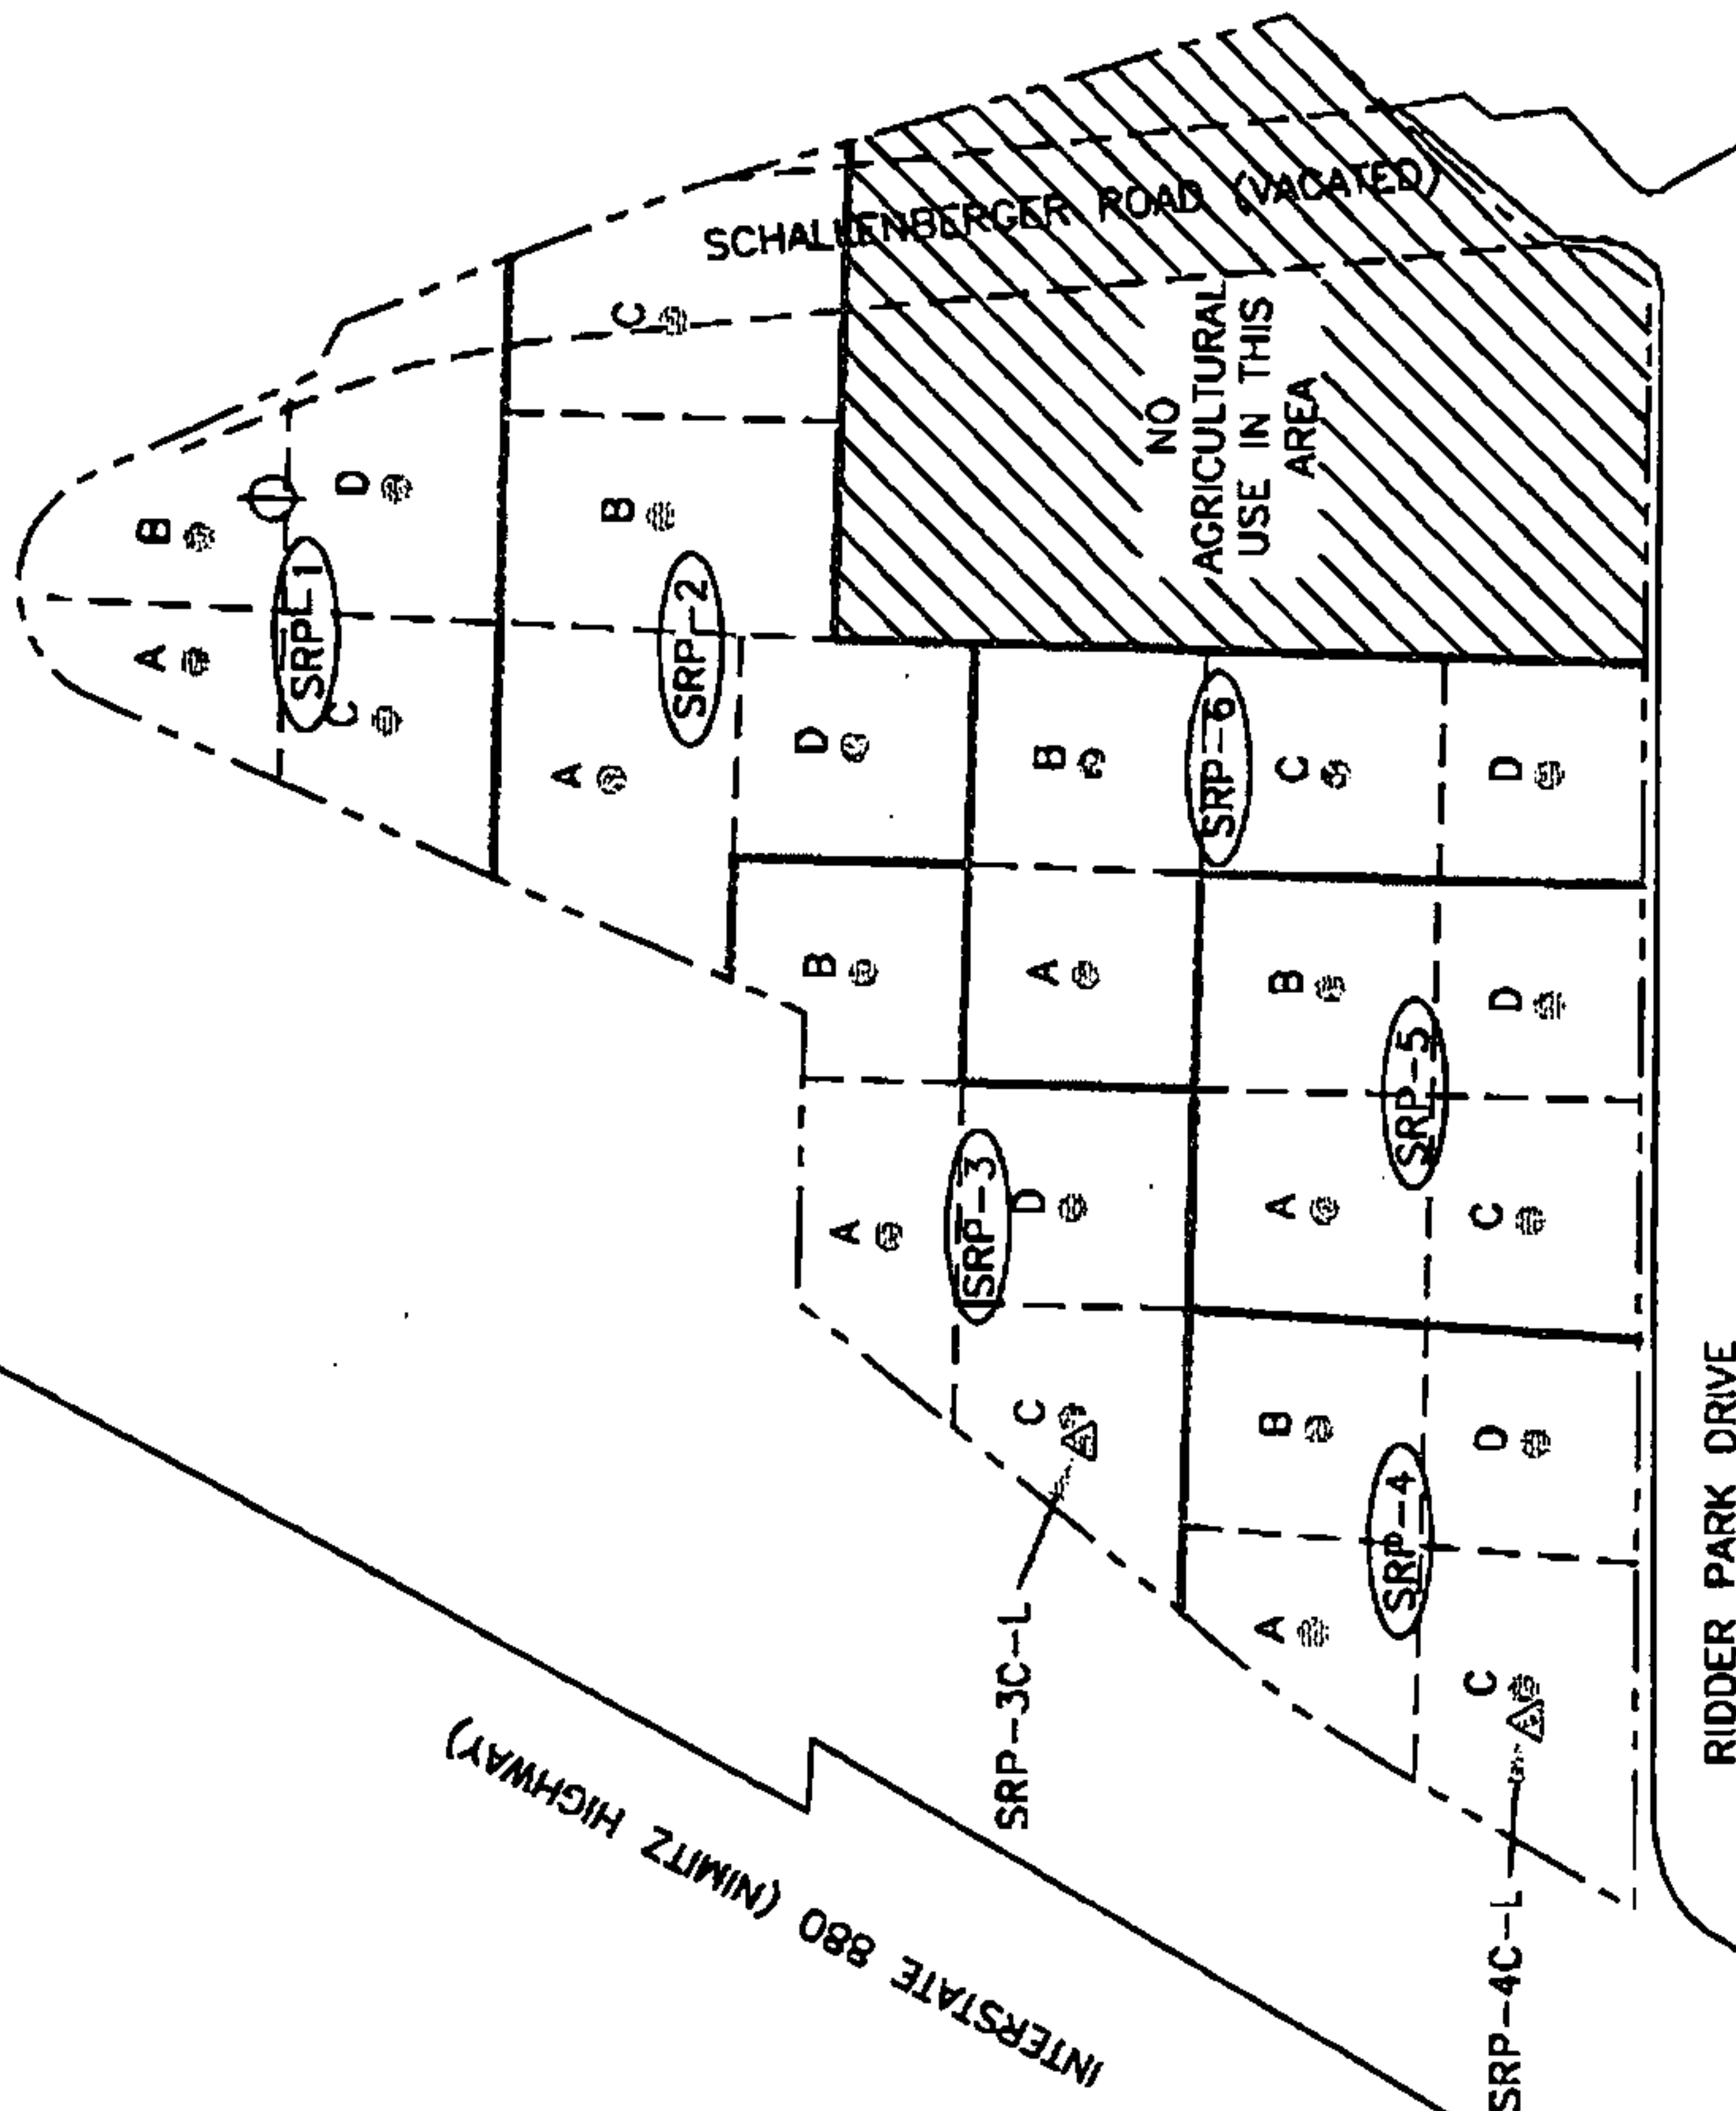 SCHALLENBERGER ROAD (VACATED)
B
D
A
C
SRP-1
C
B
A
D
SRP-2
NO
AGRICULTURAL
USE IN THIS
AREA
B
A
D
C
SRP-3
B
A
C
D
SRP-6
B
D
A
C
SRP-5
B
D
A
C
SRP-4
SRP-3C-L
SRP-4C-L
INTERSTATE 880 (NIMITZ HIGHWAY)
RIDDER PARK DRIVE